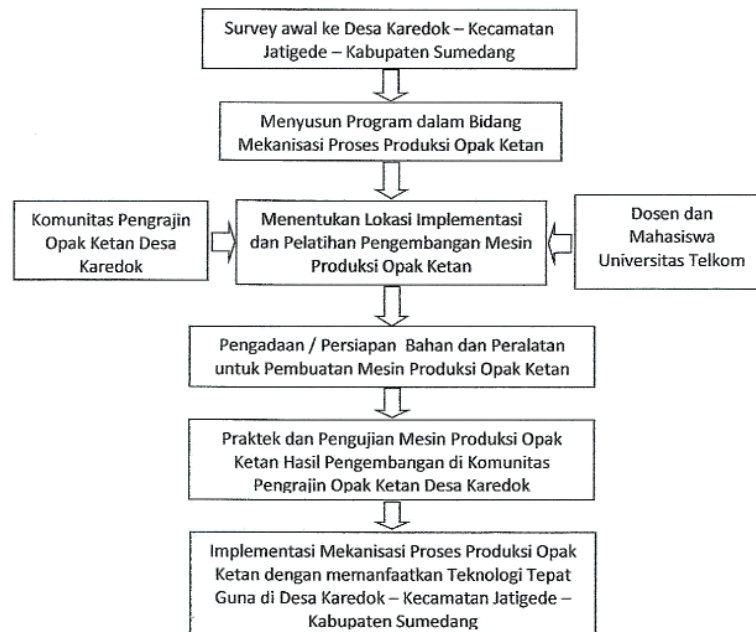 Survey awal ke Desa Karedok – Kecamatan
Jatigede – Kabupaten Sumedang
Menyusun Program dalam Bidang
Mekanisasi Proses Produksi Opak Ketan
Komunitas Pengrajin
Opak Ketan Desa
Karedok
Menentukan Lokasi Implementasi
dan Pelatihan Pengembangan Mesin
Produksi Opak Ketan
Dosen dan
Mahasiswa
Universitas Telkom
Pengadaan / Persiapan Bahan dan Peralatan
untuk Pembuatan Mesin Produksi Opak Ketan
Praktek dan Pengujian Mesin Produksi Opak
Ketan Hasil Pengembangan di Komunitas
Pengrajin Opak Ketan Desa Karedok
Implementasi Mekanisasi Proses Produksi Opak
Ketan dengan memanfaatkan Teknologi Tepat
Guna di Desa Karedok – Kecamatan Jatigede –
Kabupaten Sumedang